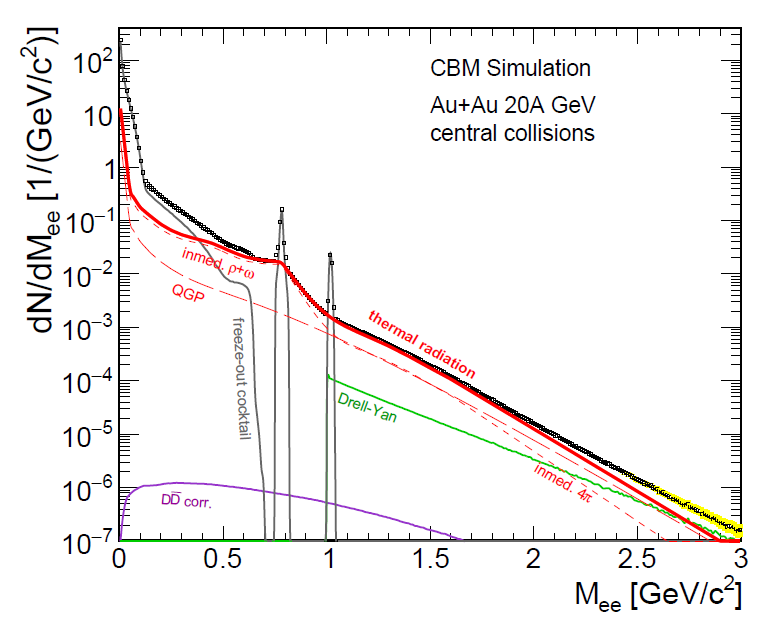 dN/dMee [1/(GeV/c²)]
10²
10
1
10⁻¹
10⁻²
10⁻³
10⁻⁴
10⁻⁵
10⁻⁶
10⁻⁷
CBM Simulation
Au+Au 20A GeV
central collisions
inmed. ρ+ω
QGP
freeze-out cocktail
thermal radiation
Drell-Yan
inmed. 4π
DD̅ corr.
0 0.5 1 1.5 2 2.5 3
Mee [GeV/c²]